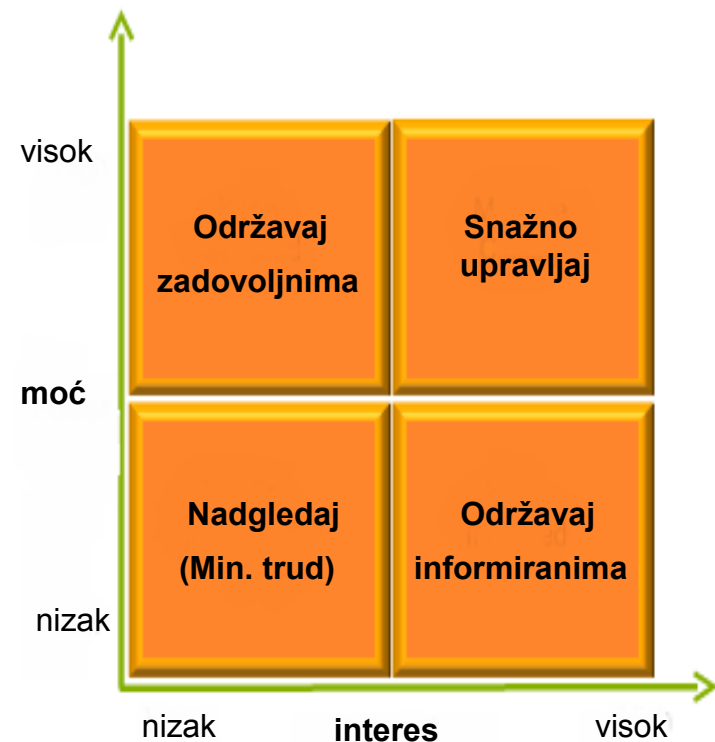 visok
Održavaj
zadovoljnima
Snažno
upravljaj
moć
Nadgledaj
(Min. trud)
Održavaj
informiranima
nizak
nizak
interes
visok